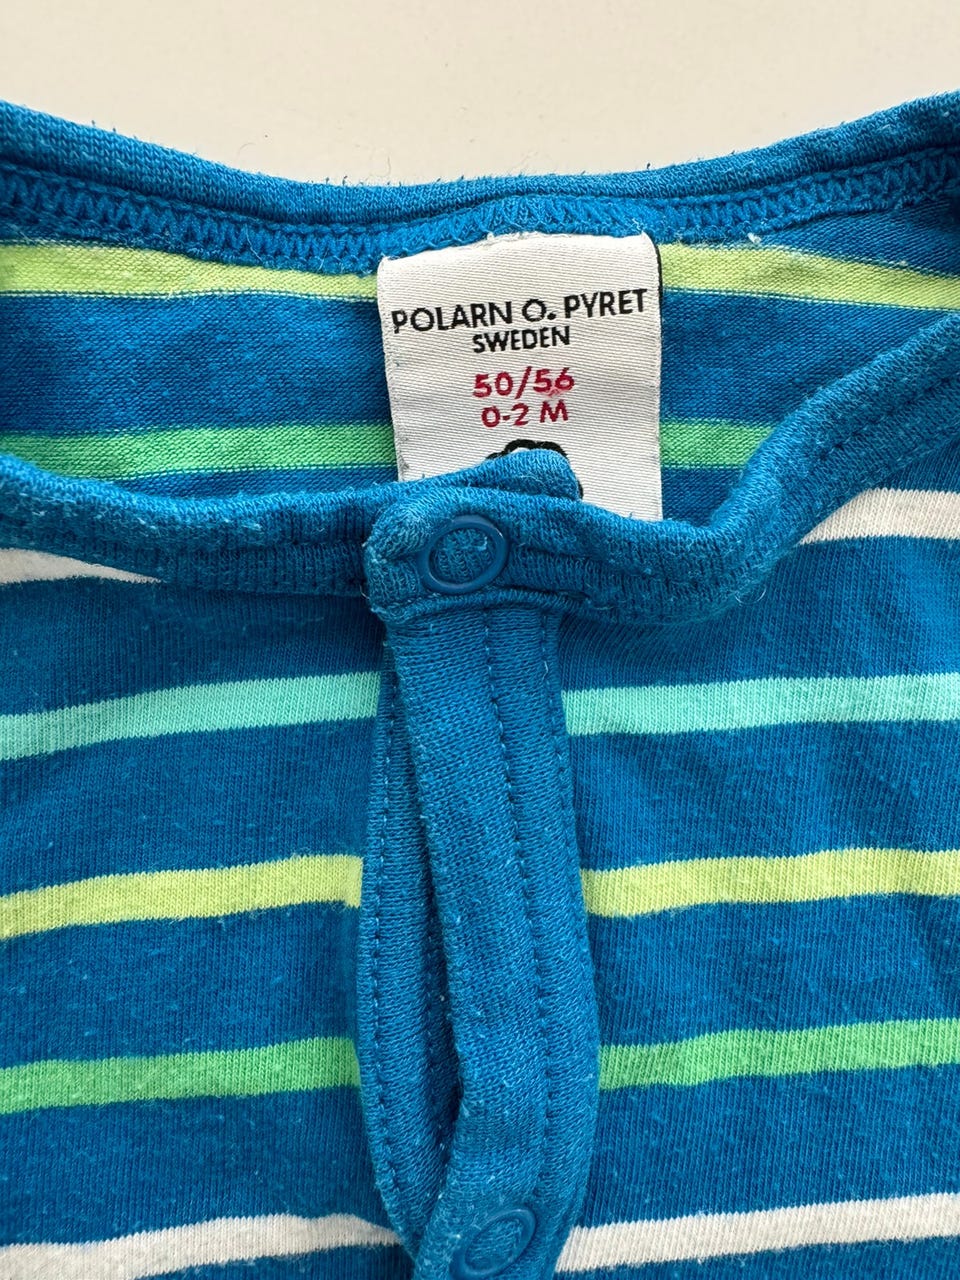 POLARN O. PYRET
SWEDEN
50/56
0-2 M